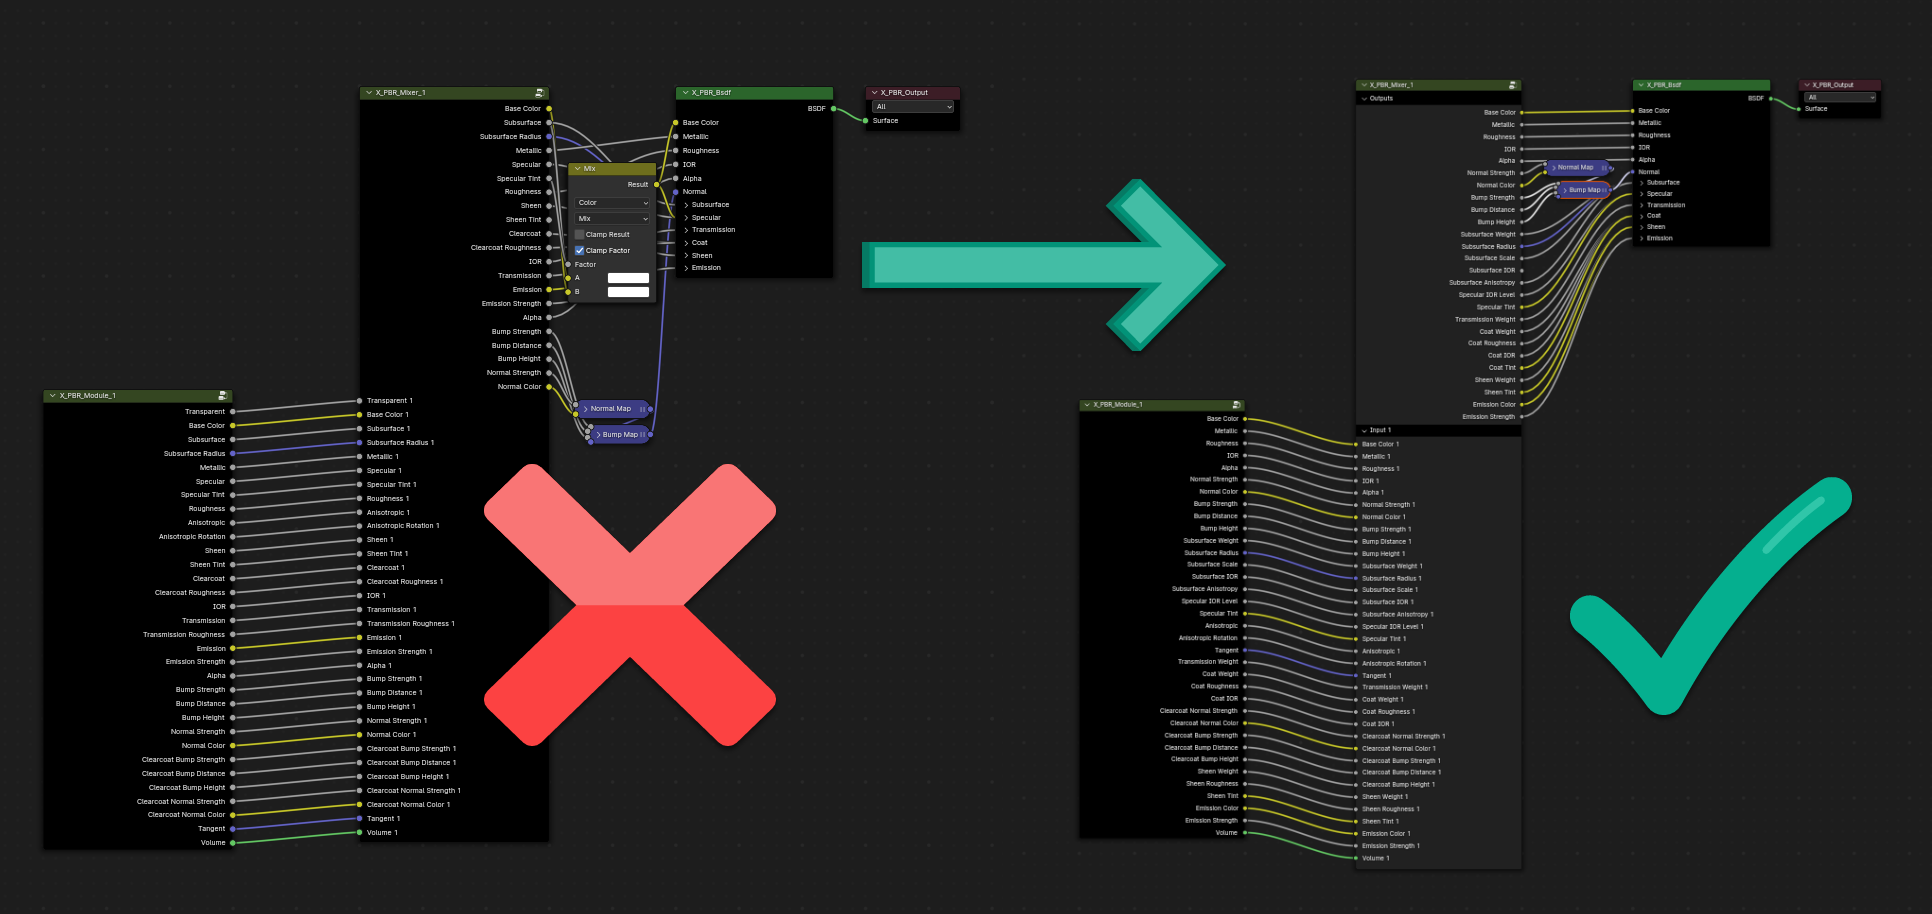 X_PBR_Mixer_1
Base Color
Subsurface
Subsurface Radius
Metallic
Specular
Specular Tint
Roughness
Sheen
Sheen Tint
Clearcoat
Clearcoat Roughness
IOR
Transmission
Emission
Emission Strength
Alpha
Bump Strength
Bump Distance
Bump Height
Normal Strength
Normal Color
Transparent 1
Base Color 1
Subsurface 1
Subsurface Radius 1
Metallic 1
Specular 1
Specular Tint 1
Roughness 1
Anisotropic 1
Anisotropic Rotation 1
Sheen 1
Sheen Tint 1
Clearcoat 1
Clearcoat Roughness 1
IOR 1
Transmission 1
Transmission Roughness 1
Emission 1
Emission Strength 1
Alpha 1
Bump Strength 1
Bump Distance 1
Bump Height 1
Normal Strength 1
Normal Color 1
Clearcoat Bump Strength 1
Clearcoat Bump Distance 1
Clearcoat Bump Height 1
Clearcoat Normal Strength 1
Clearcoat Normal Color 1
Tangent 1
Volume 1
Mix
Result
Color
Mix
Clamp Result
Clamp Factor
Factor
A
B
Normal Map
Bump Map
X_PBR_Bsdf
BSDF
Base Color
Metallic
Roughness
IOR
Alpha
Normal
Subsurface
Specular
Transmission
Coat
Sheen
Emission
X_PBR_Output
All
Surface
X_PBR_Module_1
Transparent
Base Color
Subsurface
Subsurface Radius
Metallic
Specular
Specular Tint
Roughness
Anisotropic
Anisotropic Rotation
Sheen
Sheen Tint
Clearcoat
Clearcoat Roughness
IOR
Transmission
Transmission Roughness
Emission
Emission Strength
Alpha
Bump Strength
Bump Distance
Bump Height
Normal Strength
Normal Color
Clearcoat Bump Strength
Clearcoat Bump Distance
Clearcoat Bump Height
Clearcoat Normal Strength
Clearcoat Normal Color
Tangent
Volume
X_PBR_Mixer_1
Outputs
Base Color
Metallic
Roughness
IOR
Alpha
Normal Strength
Normal Color
Bump Strength
Bump Distance
Bump Height
Subsurface Weight
Subsurface Radius
Subsurface Scale
Subsurface IOR
Subsurface Anisotropy
Specular IOR Level
Specular Tint
Transmission Weight
Coat Weight
Coat Roughness
Coat IOR
Coat Tint
Sheen Weight
Sheen Tint
Emission Color
Emission Strength
Input 1
Base Color 1
Metallic 1
Roughness 1
IOR 1
Alpha 1
Normal Strength 1
Normal Color 1
Bump Strength 1
Bump Distance 1
Bump Height 1
Subsurface Weight 1
Subsurface Radius 1
Subsurface Scale 1
Subsurface IOR 1
Subsurface Anisotropy 1
Specular IOR Level 1
Specular Tint 1
Anisotropic 1
Anisotropic Rotation 1
Tangent 1
Transmission Weight 1
Coat Weight 1
Coat Roughness 1
Coat IOR 1
Clearcoat Normal Strength 1
Clearcoat Normal Color 1
Clearcoat Bump Strength 1
Clearcoat Bump Distance 1
Clearcoat Bump Height 1
Sheen Weight 1
Sheen Roughness 1
Sheen Tint 1
Emission Color 1
Emission Strength 1
Volume 1
Normal Map
Bump Map
X_PBR_Bsdf
BSDF
Base Color
Metallic
Roughness
IOR
Alpha
Normal
Subsurface
Specular
Transmission
Coat
Sheen
Emission
X_PBR_Output
All
Surface
X_PBR_Module_1
Base Color
Metallic
Roughness
IOR
Alpha
Normal Strength
Normal Color
Bump Strength
Bump Distance
Bump Height
Subsurface Weight
Subsurface Radius
Subsurface Scale
Subsurface IOR
Subsurface Anisotropy
Specular IOR Level
Specular Tint
Anisotropic
Anisotropic Rotation
Tangent
Transmission Weight
Coat Weight
Coat Roughness
Coat IOR
Clearcoat Normal Strength
Clearcoat Normal Color
Clearcoat Bump Strength
Clearcoat Bump Distance
Clearcoat Bump Height
Sheen Weight
Sheen Roughness
Sheen Tint
Emission Color
Emission Strength
Volume